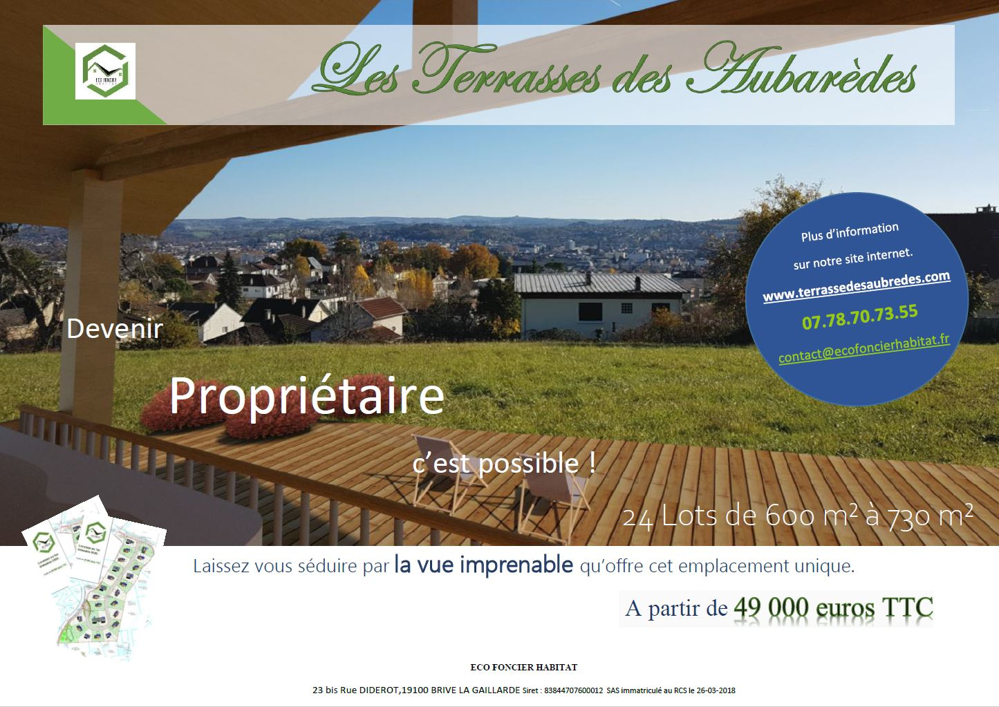 ECO FONCIER
HABITAT
Les Terrasses des Aubarèdes
Plus d’information
sur notre site internet.
www.terrassedesaubredes.com
07.78.70.73.55
contact@ecofoncierhabitat.fr
Devenir
Propriétaire
c’est possible !
24 Lots de 600 m² à 730 m²
Laissez vous séduire par la vue imprenable qu’offre cet emplacement unique.
A partir de 49 000 euros TTC
ECO FONCIER HABITAT
23 bis Rue DIDEROT,19100 BRIVE LA GAILLARDE Siret : 83844707600012 SAS immatriculé au RCS le 26-03-2018